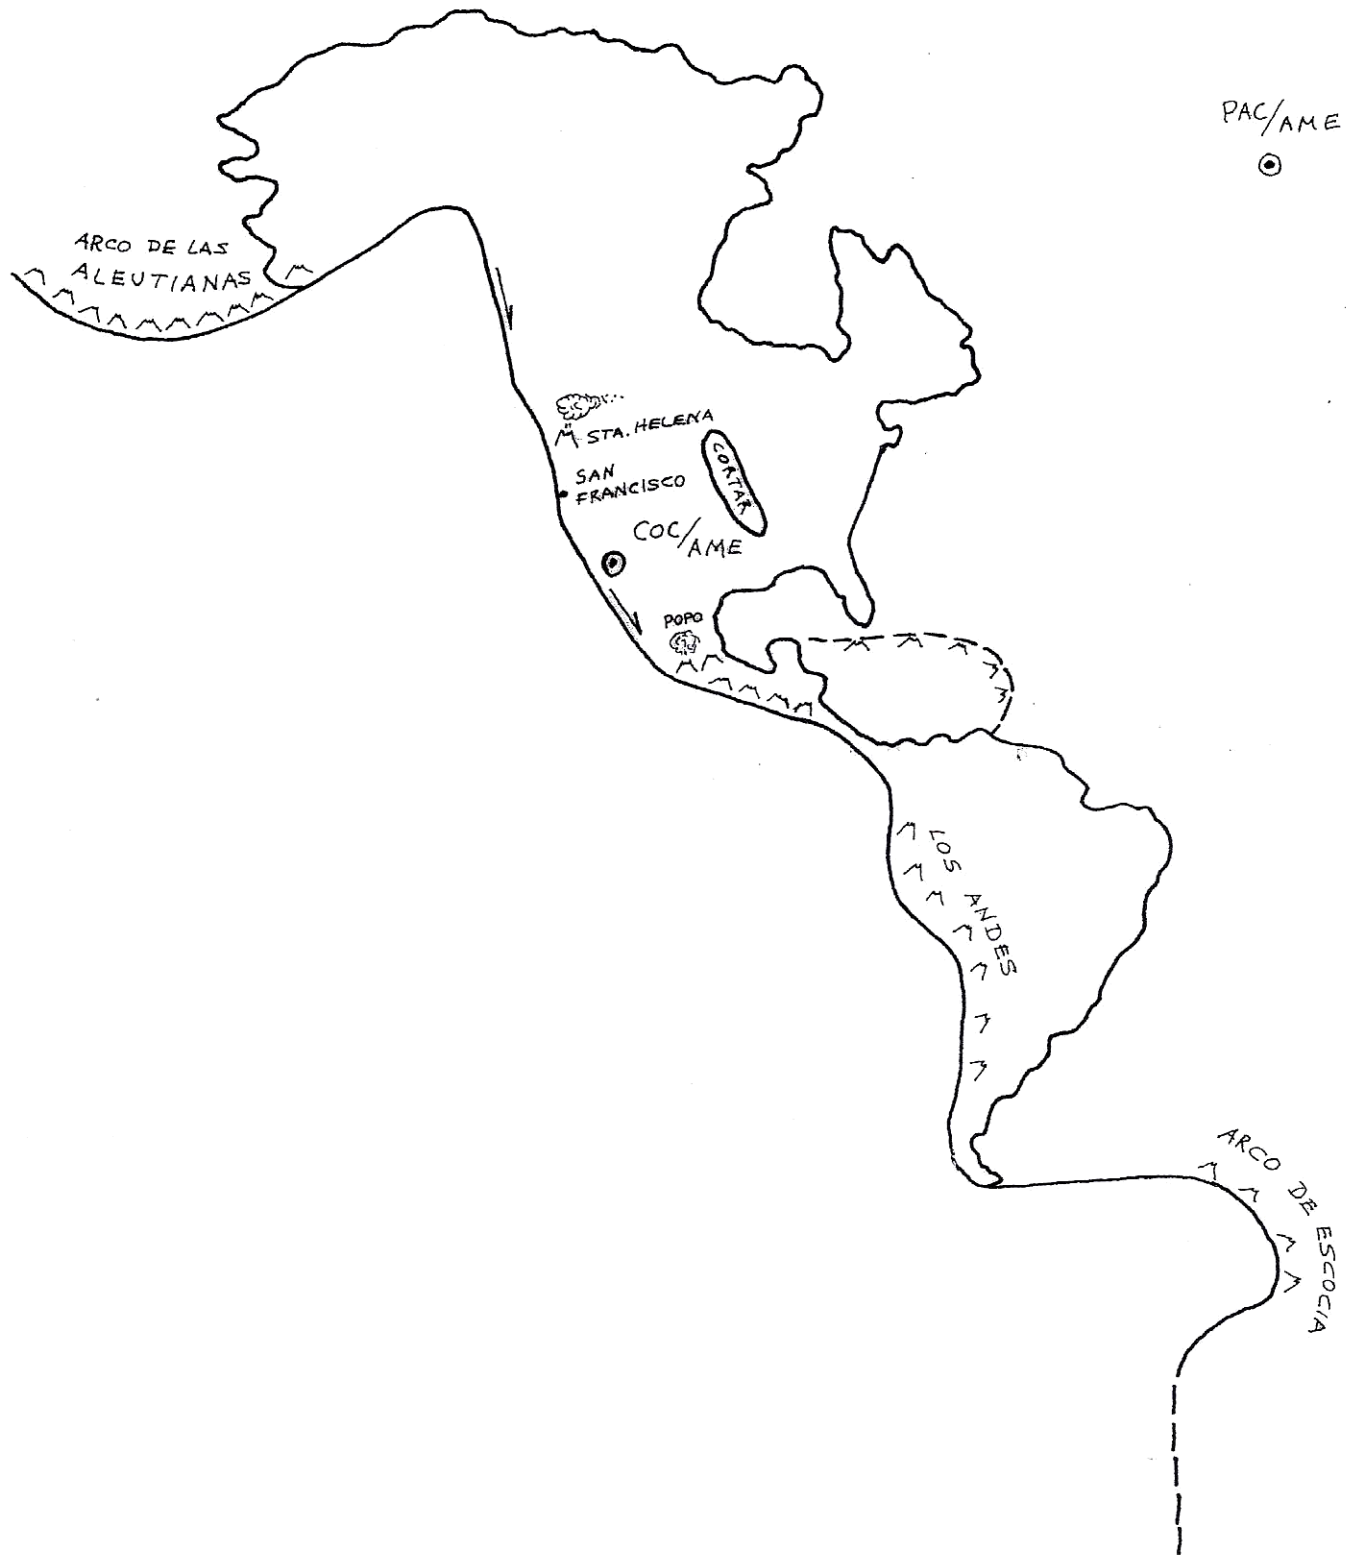 PAC/AME
ARCO DE LAS
ALEUTIANAS
STA. HELENA
SAN
FRANCISCO
CORTAR
COC/AME
POPO
LOS ANDES
ARCO DE ESCOCIA